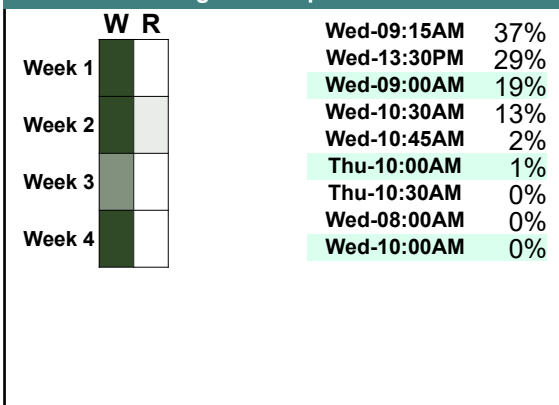 W R
Week 1
Week 2
Week 3
Week 4
Wed-09:15AM 37%
Wed-13:30PM 29%
Wed-09:00AM 19%
Wed-10:30AM 13%
Wed-10:45AM 2%
Thu-10:00AM 1%
Thu-10:30AM 0%
Wed-08:00AM 0%
Wed-10:00AM 0%